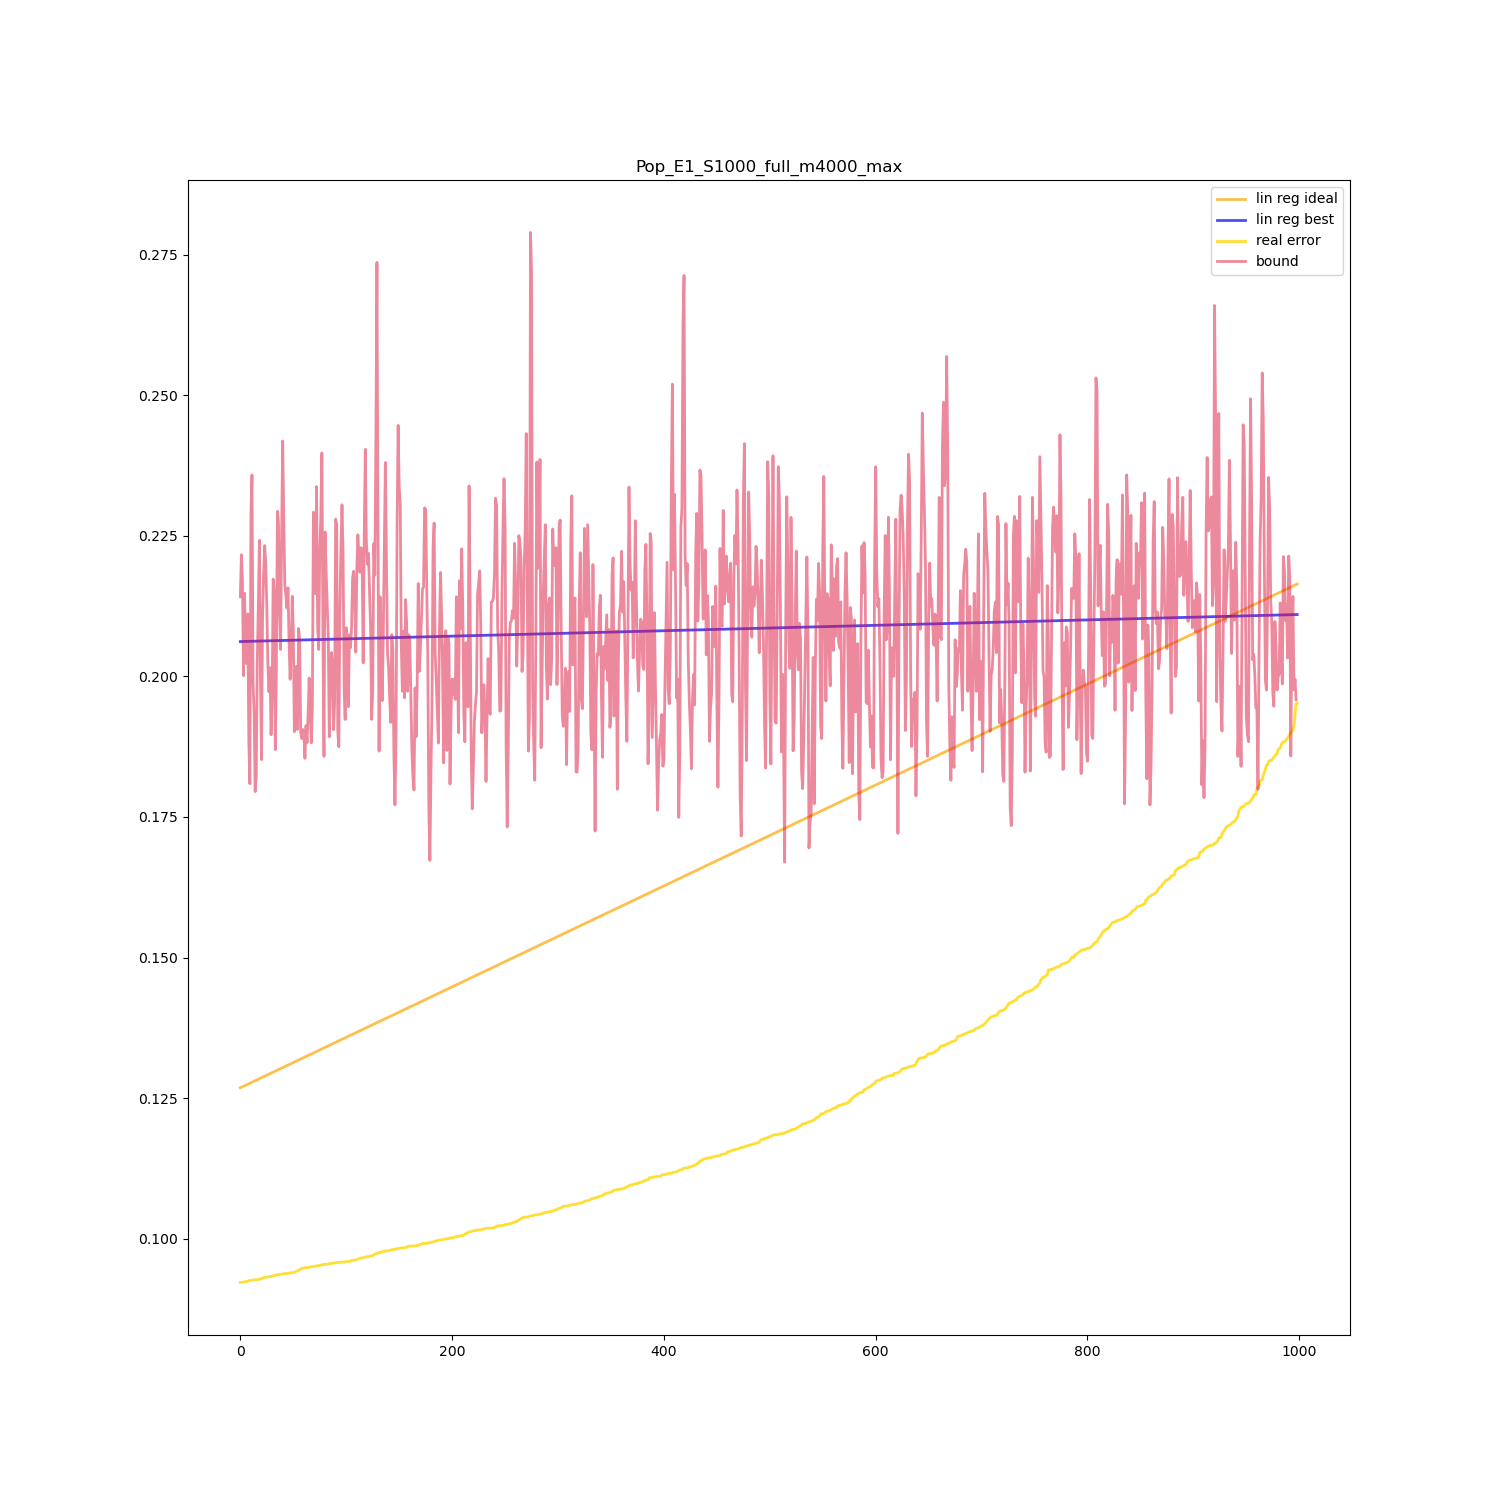 Pop_E1_S1000_full_m4000_max
lin reg ideal
lin reg best
real error
bound
0.275
0.250
0.225
0.200
0.175
0.150
0.125
0.100
0 200 400 600 800 1000